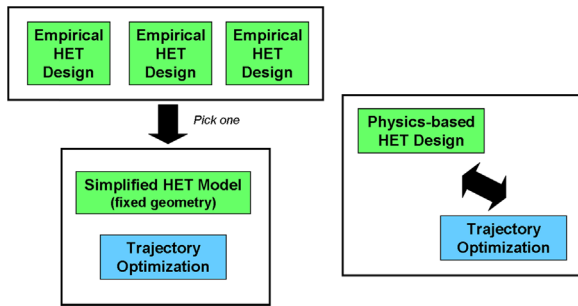 Empirical
HET
Design
Empirical
HET
Design
Empirical
HET
Design
Pick one
Simplified HET Model
(fixed geometry)
Trajectory
Optimization
Physics-based
HET Design
Trajectory
Optimization